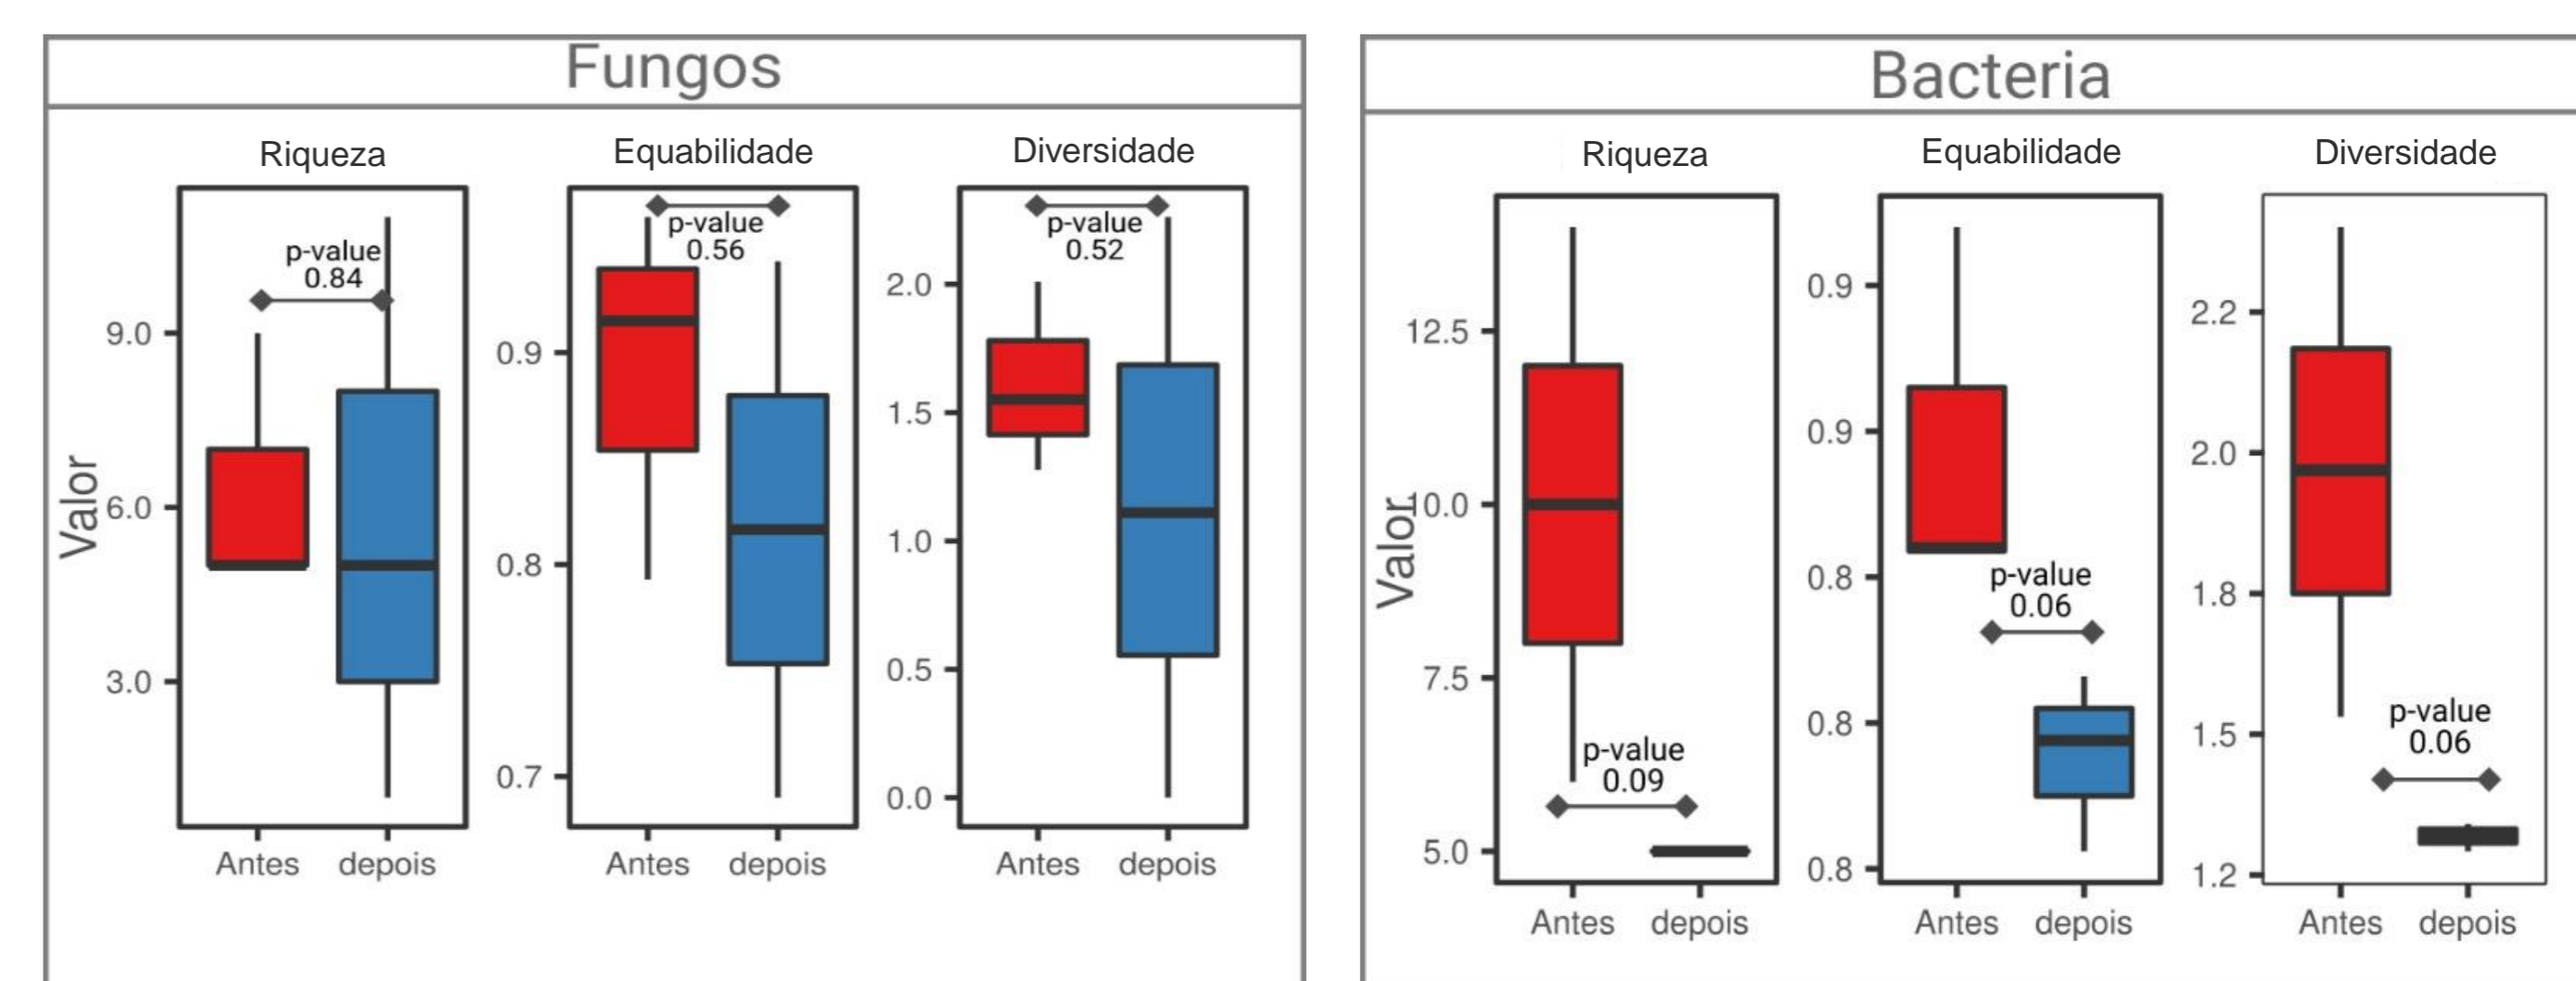 Fungos
Riqueza
Equabilidade
Diversidade
Valor
9.0
6.0
3.0
p-value
0.84
Antes
depois
0.9
0.8
0.7
p-value
0.56
Antes
depois
2.0
1.5
1.0
0.5
0.0
p-value
0.52
Antes
depois
Bacteria
Riqueza
Equabilidade
Diversidade
Valor
12.5
10.0
7.5
5.0
p-value
0.09
Antes
depois
0.9
0.9
0.8
0.8
0.8
p-value
0.06
Antes
depois
2.2
2.0
1.8
1.5
1.2
p-value
0.06
Antes
depois